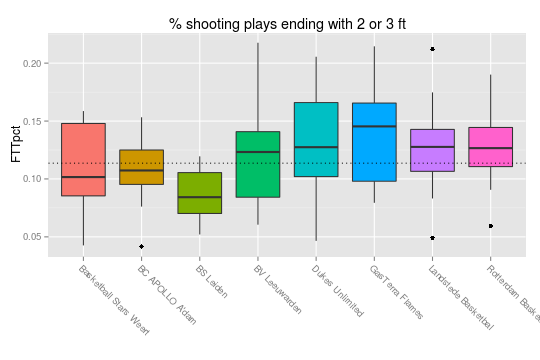 % shooting plays ending with 2 or 3 ft
FTTpct
0.20
0.15
0.10
0.05
Basketball Stars Weert
BC APOLLO A'dam
BS Leiden
BV Leeuwarden
Dukes Unlimited
GasTerra Flames
Landstede Basketbal
Rotterdam Baske